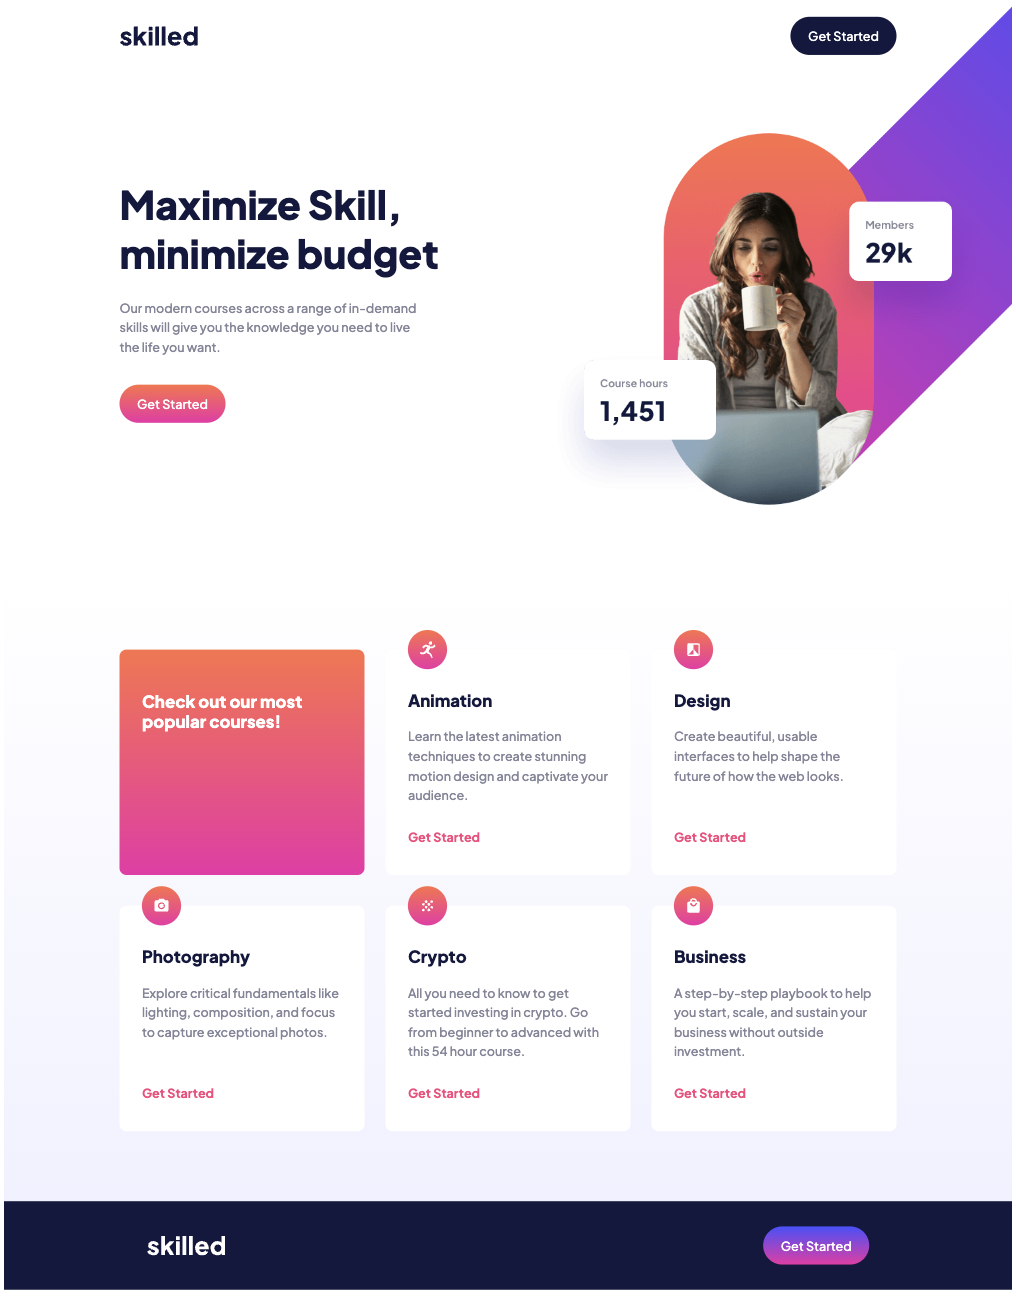 skilled
Get Started
Maximize Skill,
minimize budget
Our modern courses across a range of in-demand
skills will give you the knowledge you need to live
the life you want.
Get Started
Members
29k
Course hours
1,451
Check out our most
popular courses!
Animation
Learn the latest animation
techniques to create stunning
motion design and captivate your
audience.
Get Started
Design
Create beautiful, usable
interfaces to help shape the
future of how the web looks.
Get Started
Photography
Explore critical fundamentals like
lighting, composition, and focus
to capture exceptional photos.
Get Started
Crypto
All you need to know to get
started investing in crypto. Go
from beginner to advanced with
this 54 hour course.
Get Started
Business
A step-by-step playbook to help
you start, scale, and sustain your
business without outside
investment.
Get Started
skilled
Get Started